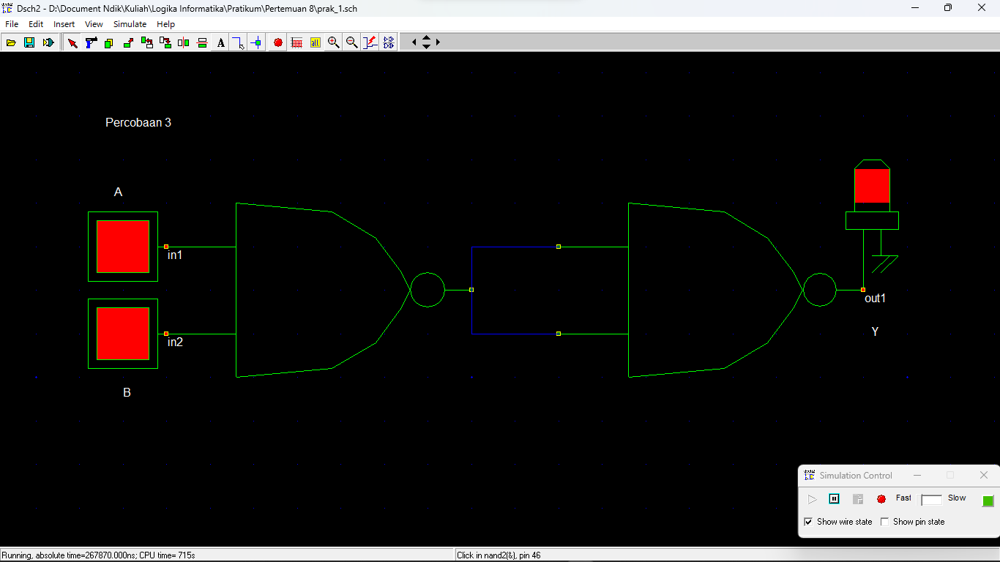 Dsch2 - D:\Document Ndik\Kuliah\Logika Informatika\Pratikum\Pertemuan 8\prak_1.sch
File Edit Insert View Simulate Help
A
Percobaan 3
A
in1
in2
B
out1
Y
Simulation Control
Fast Slow
Show wire state Show pin state
Running, absolute time=267870.000ns; CPU time= 715s
Click in nand2(&), pin 46